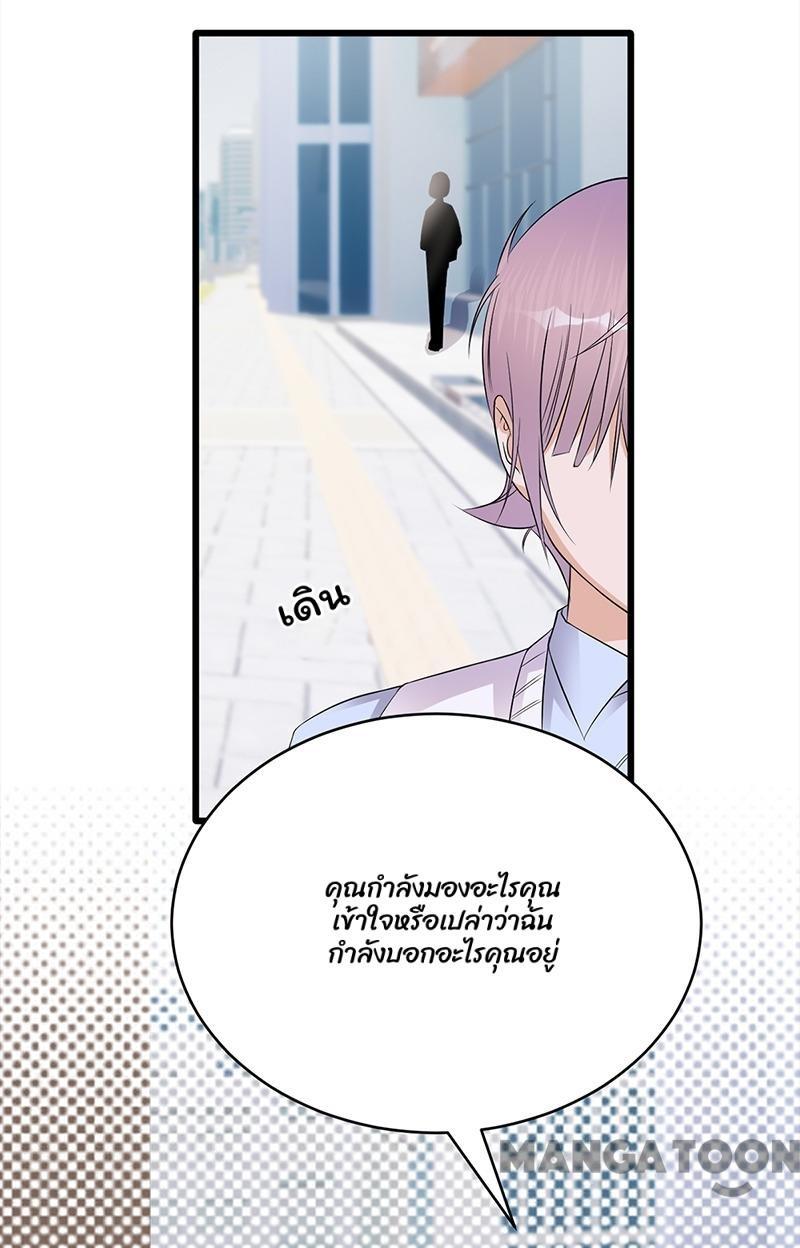 เดิน
คุณกำลังมองอะไรคุณ
เข้าใจหรือเปล่าว่าฉัน
กำลังบอกอะไรคุณอยู่
MANGA TOON